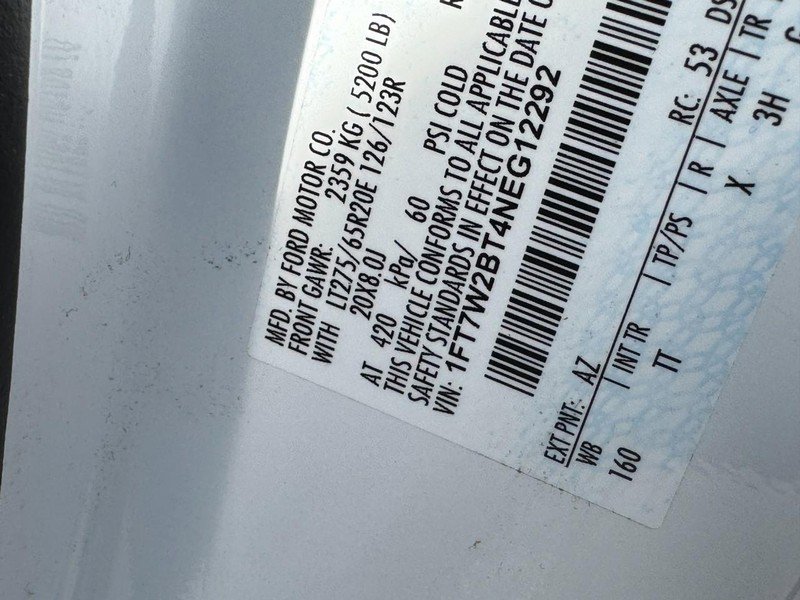 MFD. BY FORD MOTOR CO.
FRONT GAWR: 2359 KG ( 5200 LB)
WITH LT275/65R20E 126/123R
20X8.0J
AT 420 kPa/ 60 PSI COLD
THIS VEHICLE CONFORMS TO ALL APPLICABLE
SAFETY STANDARDS IN EFFECT ON THE DATE O
VIN: 1FT7W2BT4NEG12292
EXT PNT: AZ RC: 53 DS
WB | INT TR | TP/PS | R | AXLE | TR
160 TT X 3H